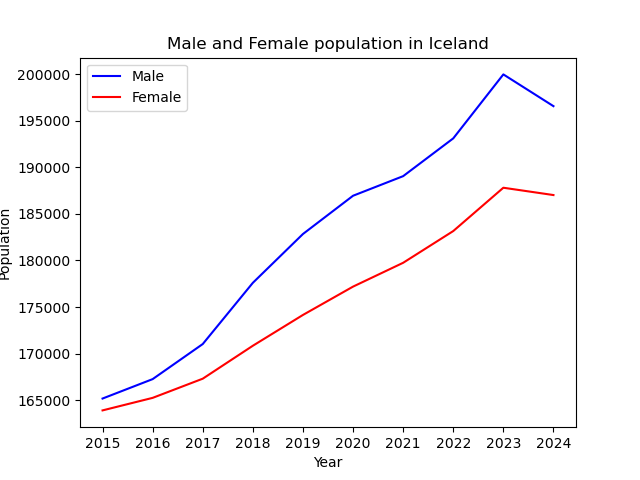 Male and Female population in Iceland
Male
Female
200000
195000
190000
185000
180000
175000
170000
165000
Population
2015 2016 2017 2018 2019 2020 2021 2022 2023 2024
Year